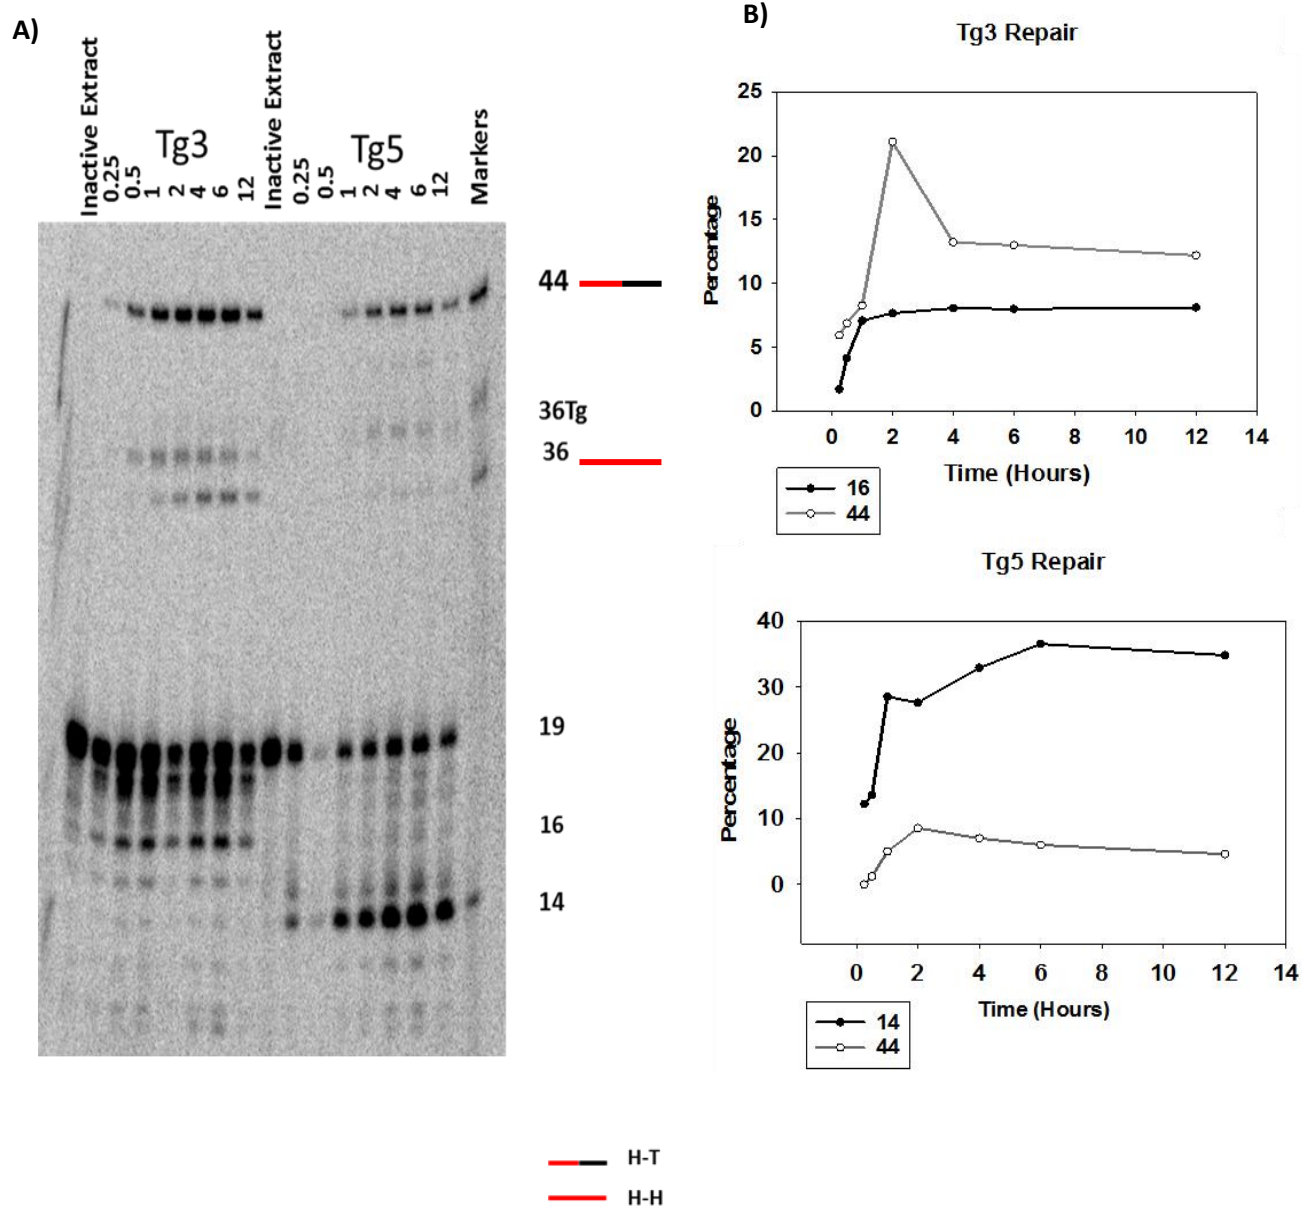 A)
Inactive Extract
Tg3
0.25
0.5
1
2
4
6
12
Inactive Extract
Tg5
0.25
0.5
1
2
4
6
12
Markers
44
36Tg
36
19
16
14
H-T
H-H
B)
Tg3 Repair
25
20
15
10
5
0
Percentage
0 2 4 6 8 10 12 14
Time (Hours)
16
44
Tg5 Repair
40
30
20
10
0
Percentage
0 2 4 6 8 10 12 14
Time (Hours)
14
44